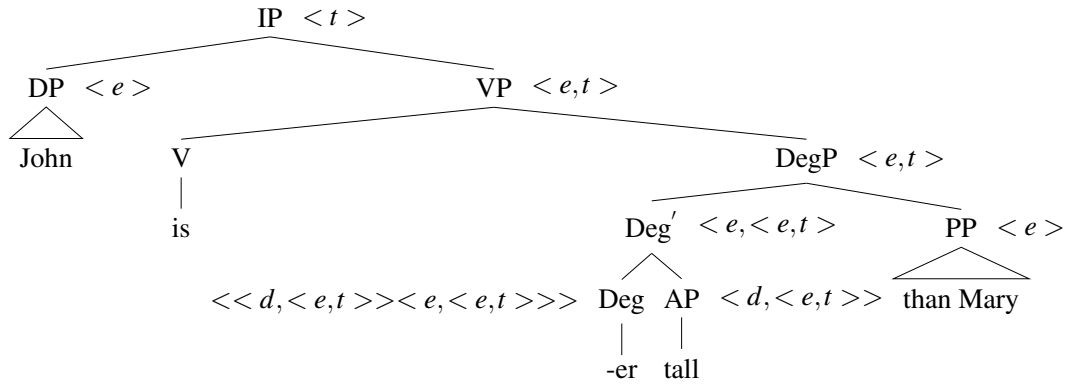 IP < t >
DP < e > VP < e, t >
John V DegP < e, t >
is Deg′ < e, < e, t > PP < e >
<< d, < e, t >>< e, < e, t >>> Deg AP < d, < e, t >> than Mary
-er tall